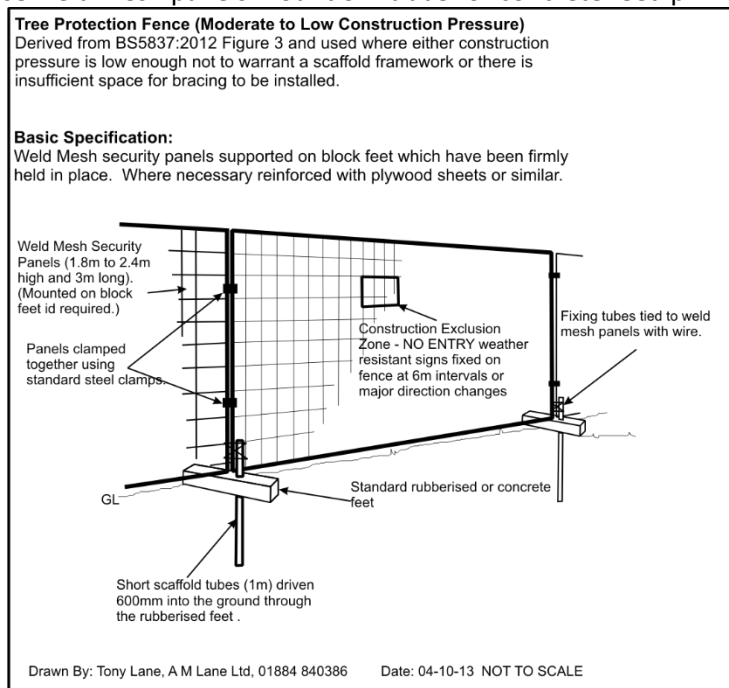 Tree Protection Fence (Moderate to Low Construction Pressure)
Derived from BS5837:2012 Figure 3 and used where either construction
pressure is low enough not to warrant a scaffold framework or there is
insufficient space for bracing to be installed.
Basic Specification:
Weld Mesh security panels supported on block feet which have been firmly
held in place. Where necessary reinforced with plywood sheets or similar.
Weld Mesh Security
Panels (1.8m to 2.4m
high and 3m long).
(Mounted on block
feet id required.)
Panels clamped
together using
standard steel clamps.
Construction Exclusion
Zone - NO ENTRY weather
resistant signs fixed on
fence at 6m intervals or
major direction changes
Fixing tubes tied to weld
mesh panels with wire.
GL
Standard rubberised or concrete
feet
Short scaffold tubes (1m) driven
600mm into the ground through
the rubberised feet .
Drawn By: Tony Lane, A M Lane Ltd, 01884 840386 Date: 04-10-13 NOT TO SCALE